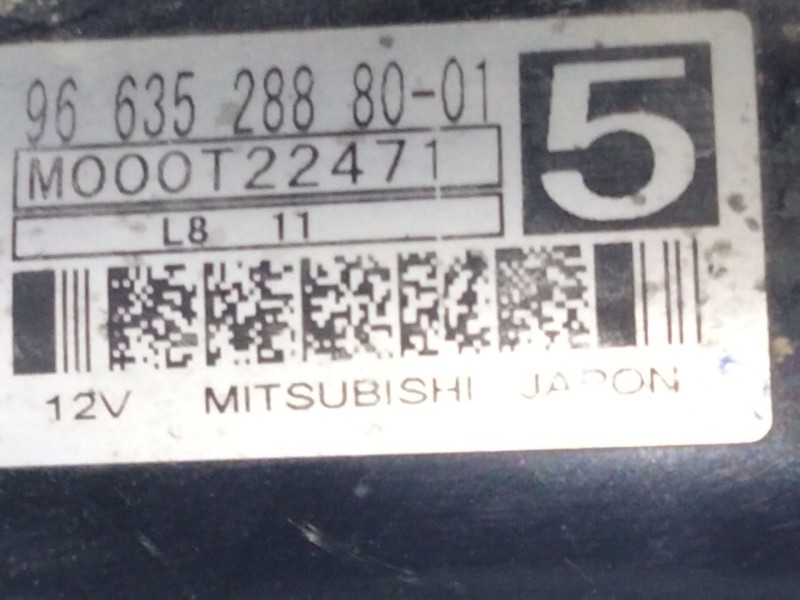 96 635 288 80-01
5
M000T22471
L8 11
12V MITSUBISHI JAPON